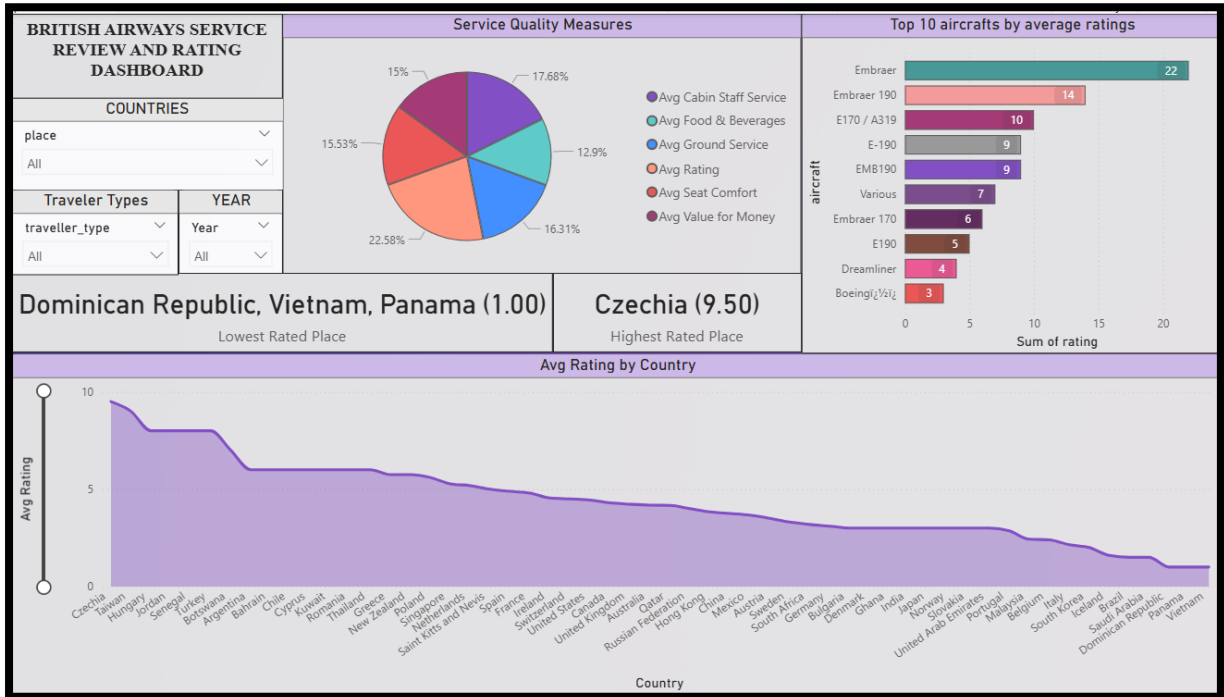 BRITISH AIRWAYS SERVICE
REVIEW AND RATING
DASHBOARD
COUNTRIES
place
All
Traveler Types
traveller_type
All
YEAR
Year
All
Service Quality Measures
15%
17.68%
15.53%
12.9%
22.58%
16.31%
Avg Cabin Staff Service
Avg Food & Beverages
Avg Ground Service
Avg Rating
Avg Seat Comfort
Avg Value for Money
Top 10 aircrafts by average ratings
aircraft
Embraer 22
Embraer 190 14
E170 / A319 10
E-190 9
EMB190 9
Various 7
Embraer 170 6
E190 5
Dreamliner 4
Boeingï¿½ï¿ 3
0 5 10 15 20
Sum of rating
Dominican Republic, Vietnam, Panama (1.00)
Lowest Rated Place
Czechia (9.50)
Highest Rated Place
Avg Rating by Country
Avg Rating
10
5
0
Czechia
Taiwan
Hungary
Jordan
Senegal
Turkey
Botswana
Argentina
Bahrain
Chile
Cyprus
Kuwait
Romania
Thailand
Greece
New Zealand
Poland
Singapore
Netherlands
Saint Kitts and Nevis
Spain
France
Ireland
Switzerland
United States
Canada
United Kingdom
Australia
Qatar
Russian Federation
Hong Kong
China
Mexico
Austria
Sweden
South Africa
Germany
Bulgaria
Denmark
Ghana
India
Japan
Norway
Slovakia
United Arab Emirates
Portugal
Malaysia
Belgium
Italy
South Korea
Iceland
Brazil
Saudi Arabia
Dominican Republic
Panama
Vietnam
Country